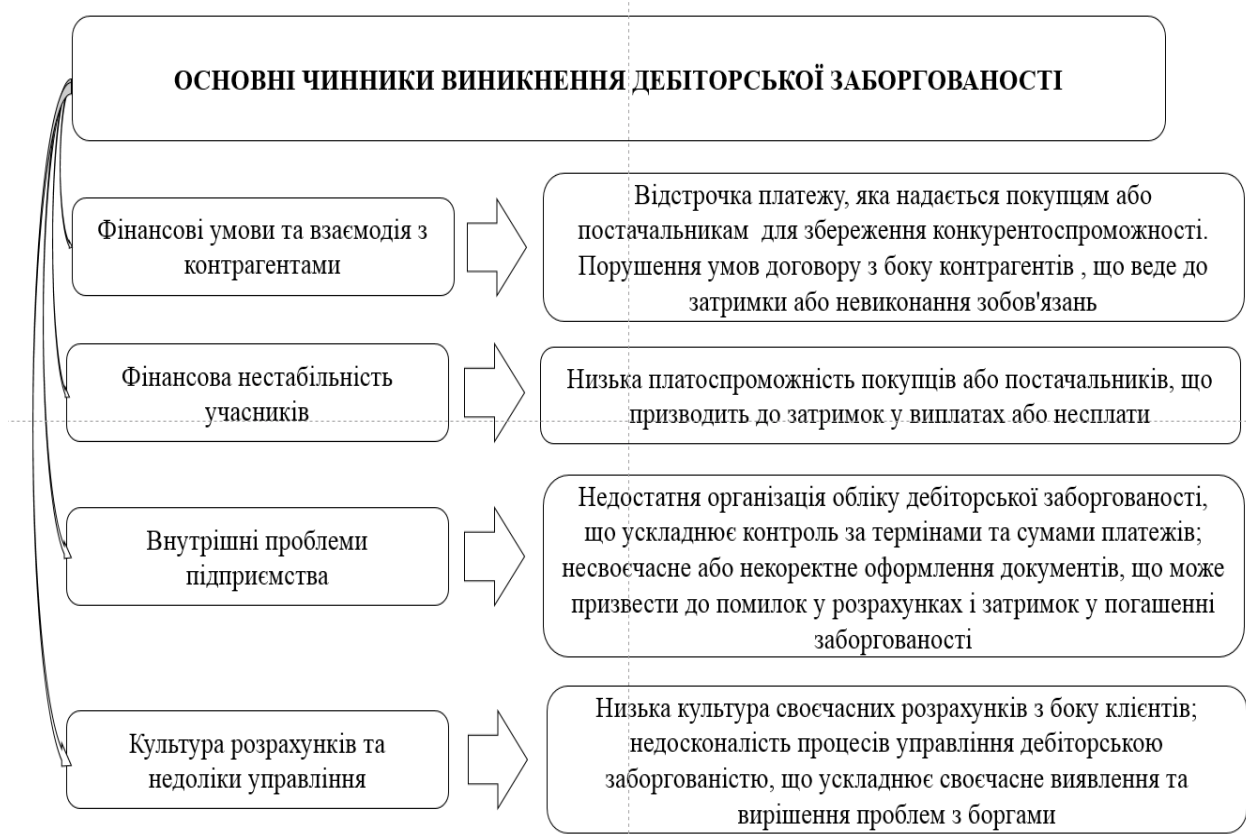 ОСНОВНІ ЧИННИКИ ВИНИКНЕННЯ ДЕБІТОРСЬКОЇ ЗАБОРГОВАНОСТІ
Фінансові умови та взаємодія з
контрагентами
Відстрочка платежу, яка надається покупцям або
постачальникам для збереження конкурентоспроможності.
Порушення умов договору з боку контрагентів , що веде до
затримки або невиконання зобов'язань
Фінансова нестабільність
учасників
Низька платоспроможність покупців або постачальників, що
призводить до затримок у виплатах або несплати
Внутрішні проблеми
підприємства
Недостатня організація обліку дебіторської заборгованості,
що ускладнює контроль за термінами та сумами платежів;
несвоєчасне або некоректне оформлення документів, що може
призвести до помилок у розрахунках і затримок у погашенні
заборгованості
Культура розрахунків та
недоліки управління
Низька культура своєчасних розрахунків з боку клієнтів;
недосконалість процесів управління дебіторською
заборгованістю, що ускладнює своєчасне виявлення та
вирішення проблем з боргами